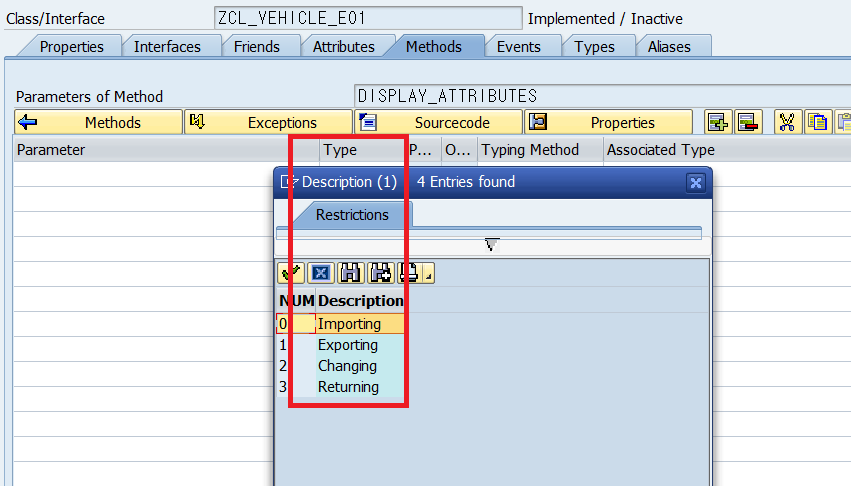 Class/Interface ZCL_VEHICLE_E01 Implemented / Inactive
Properties Interfaces Friends Attributes Methods Events Types Aliases
Parameters of Method DISPLAY_ATTRIBUTES
Methods Exceptions Sourcecode Properties
Parameter Type P... O... Typing Method Associated Type
Description (1) 4 Entries found
Restrictions
NUM Description
0 Importing
1 Exporting
2 Changing
3 Returning